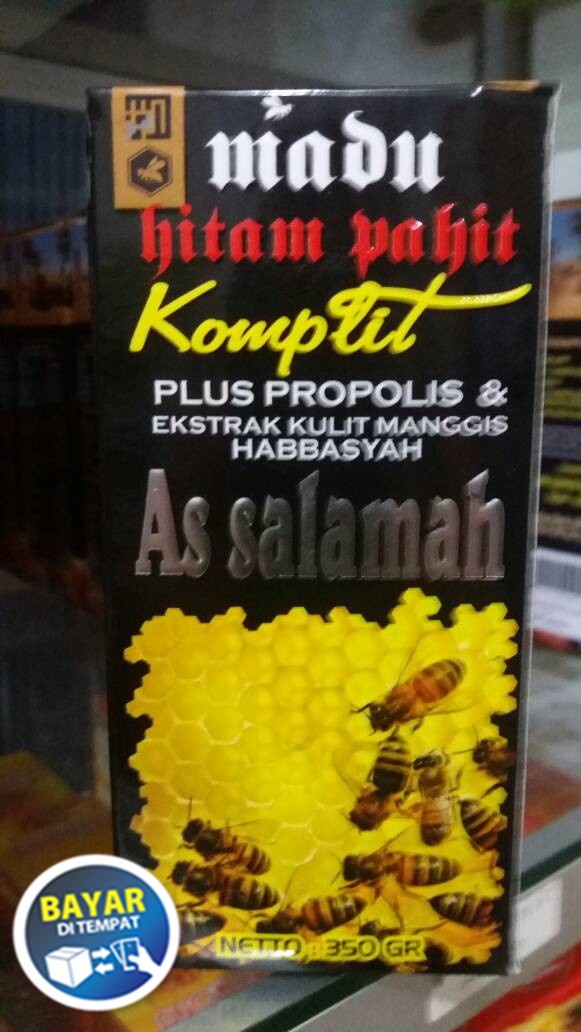 madu
hitam pahit
Komplit
PLUS PROPOLIS &
EKSTRAK KULIT MANGGIS
HABBASYAH
As salamah
NETTO : 350 GR
BAYAR
DI TEMPAT